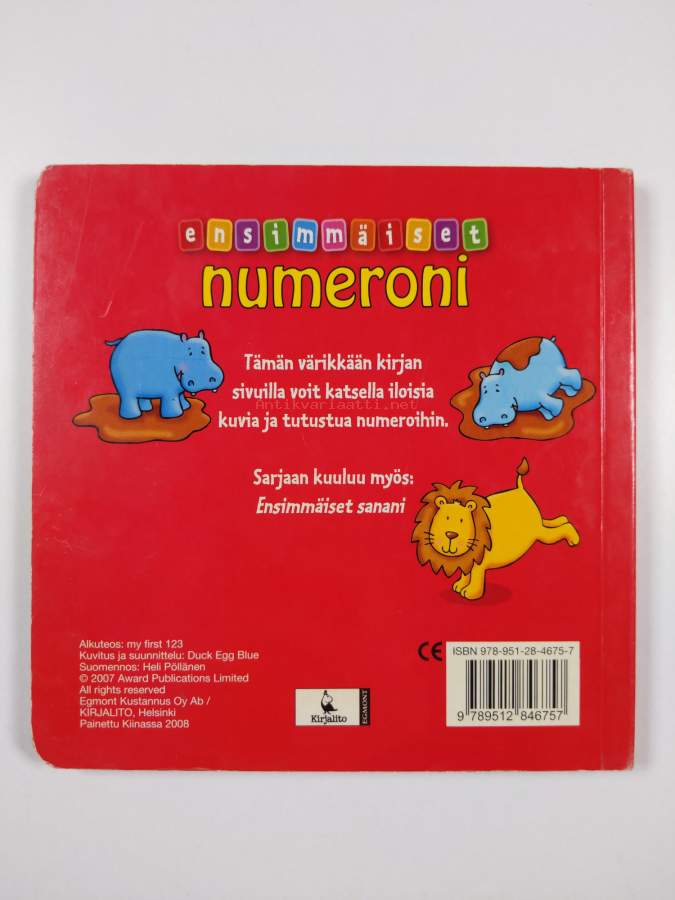 ensimmäiset
numeroni
Tämän värikkään kirjan
sivuilla voit katsella iloisia
Antikvariaatti.net
kuvia ja tutustua numeroihin.
Sarjaan kuuluu myös:
Ensimmäiset sanani
Alkuteos: my first 123
Kuvitus ja suunnittelu: Duck Egg Blue
Suomennos: Heli Pöllänen
© 2007 Award Publications Limited
All rights reserved
Egmont Kustannus Oy Ab /
KIRJALITO, Helsinki
Painettu Kiinassa 2008
Kirjalito
EGMONT
CE
ISBN 978-951-28-4675-7
9 789512 846757